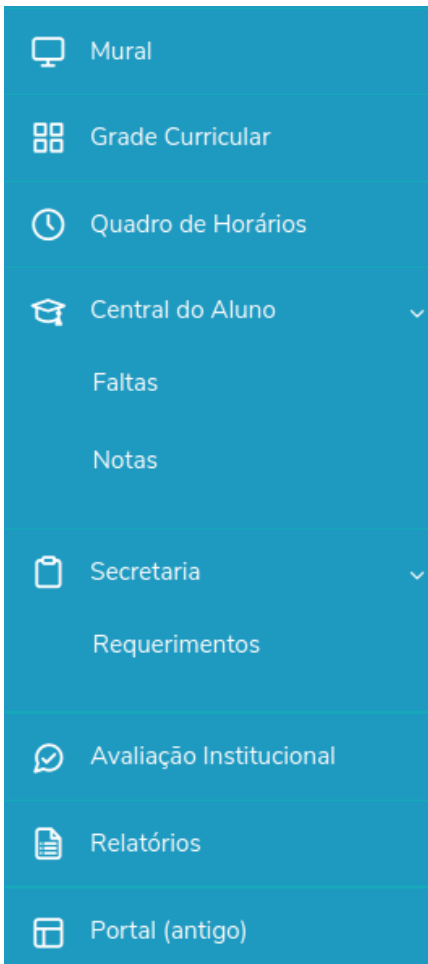 Mural
Grade Curricular
Quadro de Horários
Central do Aluno
Faltas
Notas
Secretaria
Requerimentos
Avaliação Institucional
Relatórios
Portal (antigo)